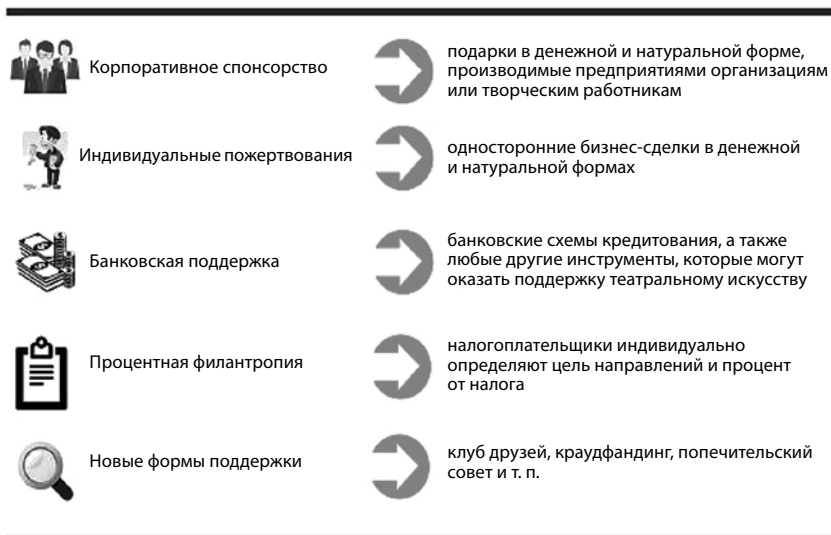 Корпоративное спонсорство
подарки в денежной и натуральной форме,
производимые предприятиями организациям
или творческим работникам
Индивидуальные пожертвования
односторонние бизнес-сделки в денежной
и натуральной формах
Банковская поддержка
банковские схемы кредитования, а также
любые другие инструменты, которые могут
оказать поддержку театральному искусству
Процентная филантропия
налогоплательщики индивидуально
определяют цель направлений и процент
от налога
Новые формы поддержки
клуб друзей, краудфандинг, попечительский
совет и т. п.